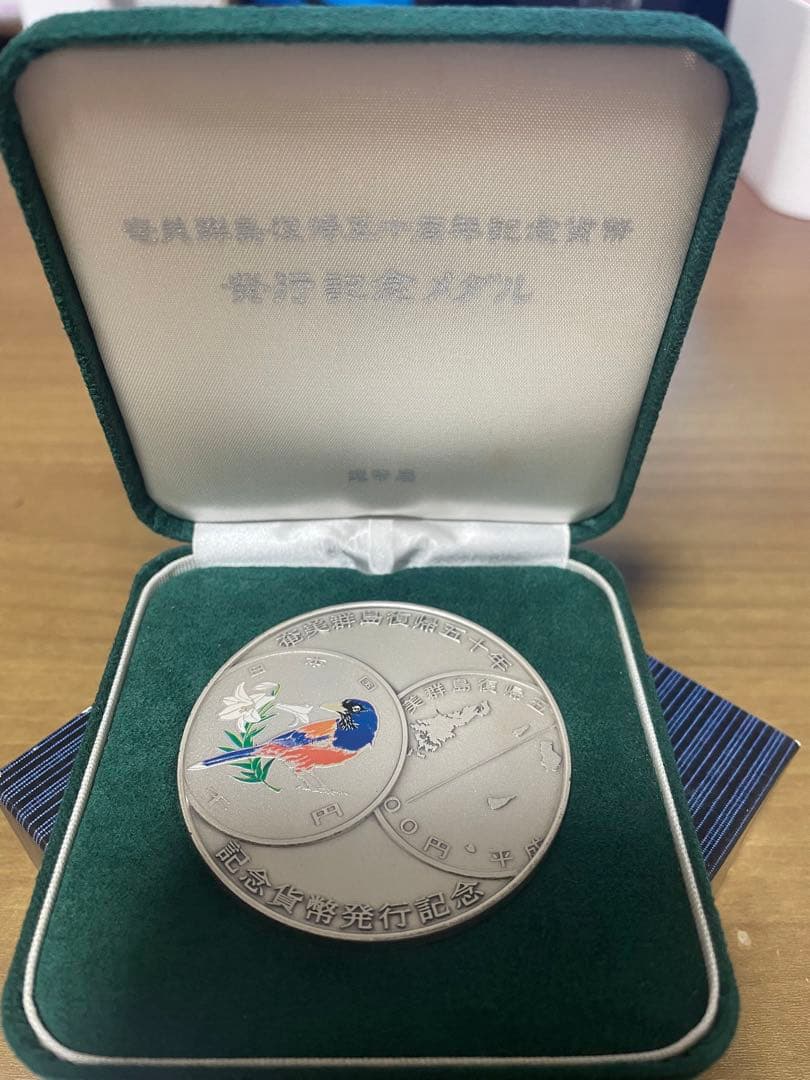 奄美群島復帰五十周年記念貨幣
発行記念メダル
造幣局
奄美群島復帰五十年
日本国
千円
美群島復帰五
00円・平成
記念貨幣発行記念